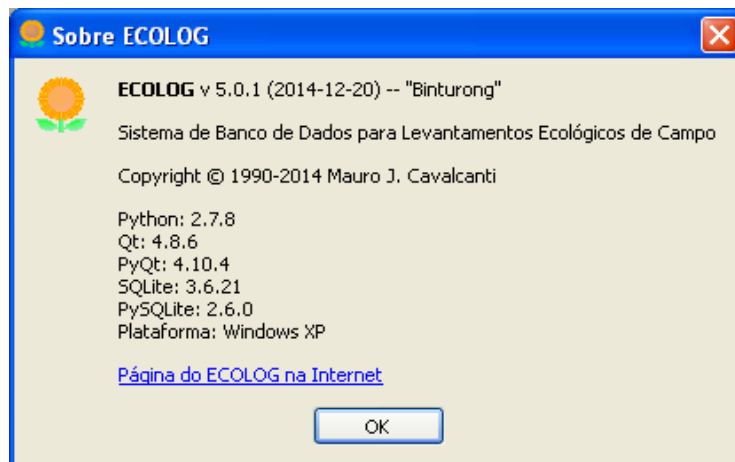 Sobre ECOLOG
ECOLOG v 5.0.1 (2014-12-20) -- "Binturong"
Sistema de Banco de Dados para Levantamentos Ecológicos de Campo
Copyright © 1990-2014 Mauro J. Cavalcanti
Python: 2.7.8
Qt: 4.8.6
PyQt: 4.10.4
SQLite: 3.6.21
PySQLite: 2.6.0
Plataforma: Windows XP
Página do ECOLOG na Internet
OK